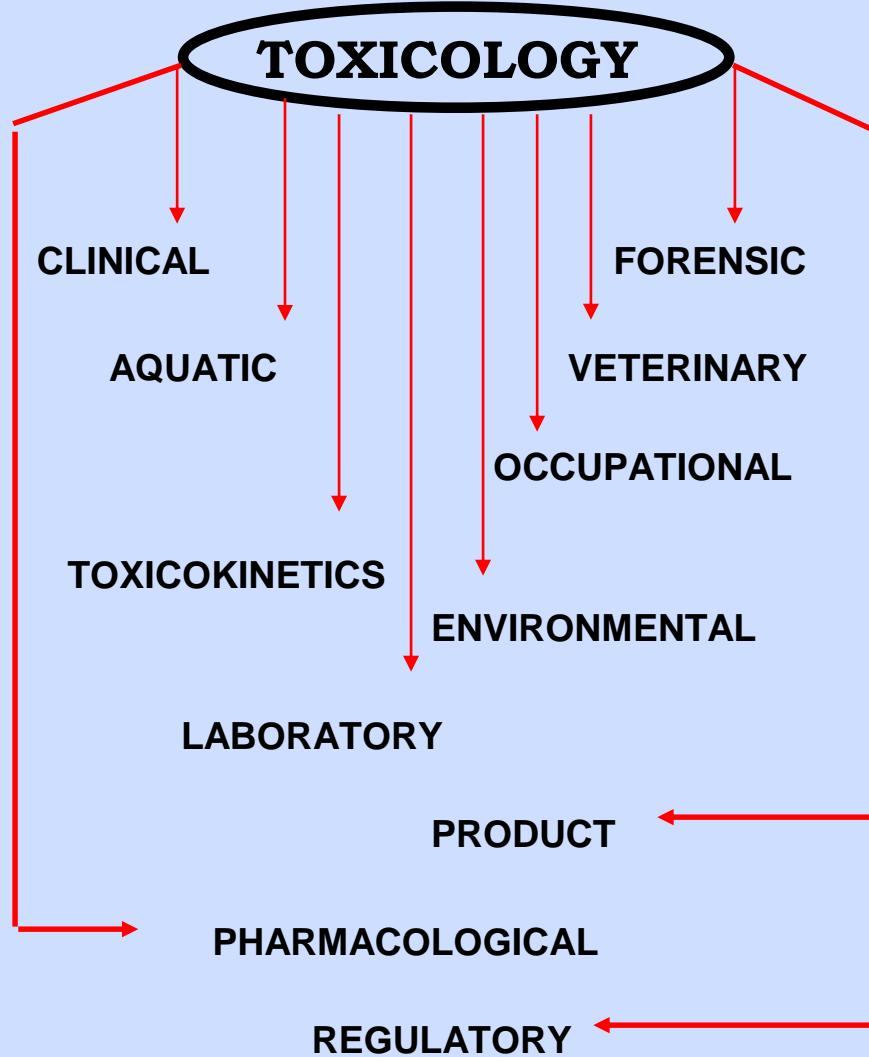 TOXICOLOGY
CLINICAL
FORENSIC
AQUATIC
VETERINARY
OCCUPATIONAL
TOXICOKINETICS
ENVIRONMENTAL
LABORATORY
PRODUCT
PHARMACOLOGICAL
REGULATORY